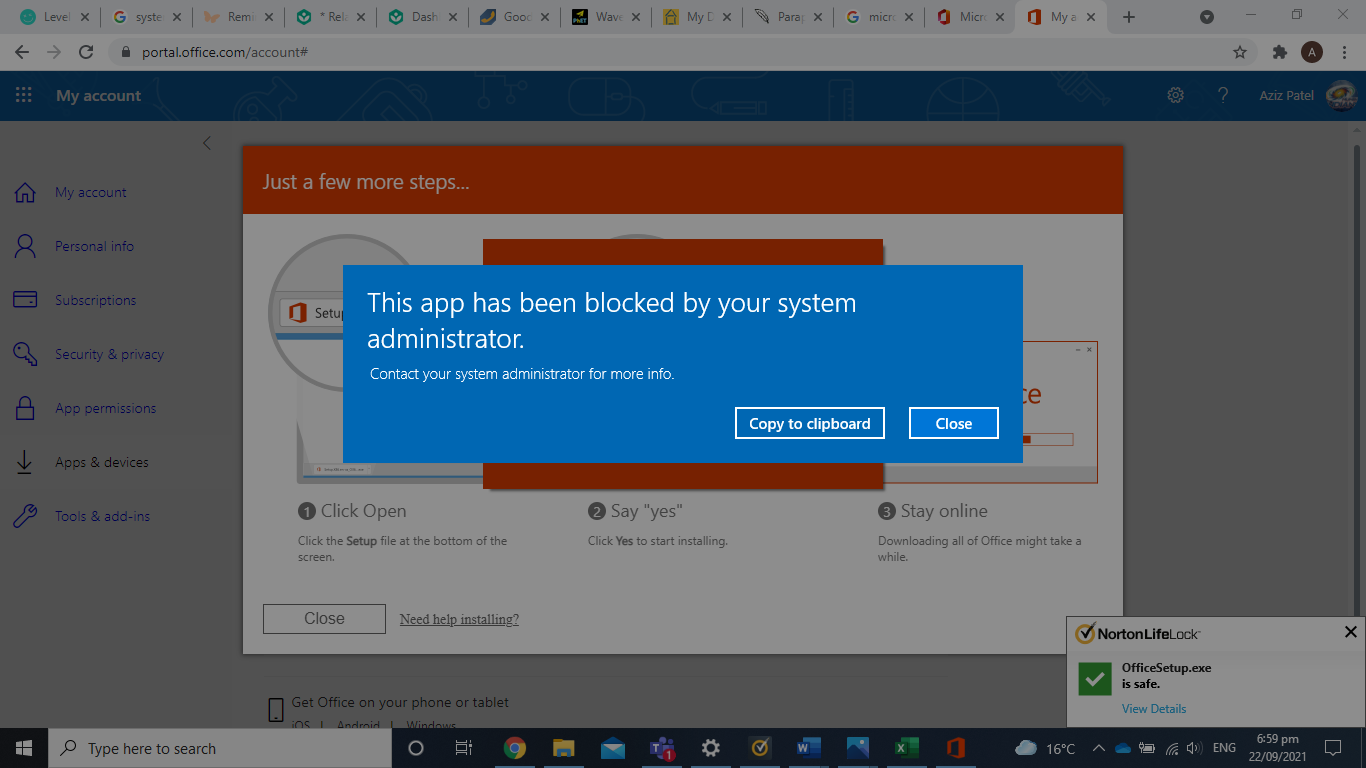 Level
syste
Remi
* Rela
Dash
Good
PMIT
Wave
My D
Parap
micro
Micro
My a
portal.office.com/account#
A
My account
?
Aziz Patel
My account
Personal info
Subscriptions
Security & privacy
App permissions
Apps & devices
Tools & add-ins
Just a few more steps...
Setu
ce
This app has been blocked by your system
administrator.
Contact your system administrator for more info.
Copy to clipboard
Close
1 Click Open
Click the Setup file at the bottom of the
screen.
2 Say "yes"
Click Yes to start installing.
3 Stay online
Downloading all of Office might take a
while.
Close
Need help installing?
Get Office on your phone or tablet
iOS | Android | Windows
NortonLifeLock
OfficeSetup.exe
is safe.
View Details
Type here to search
1
16°C
ENG
6:59 pm
22/09/2021